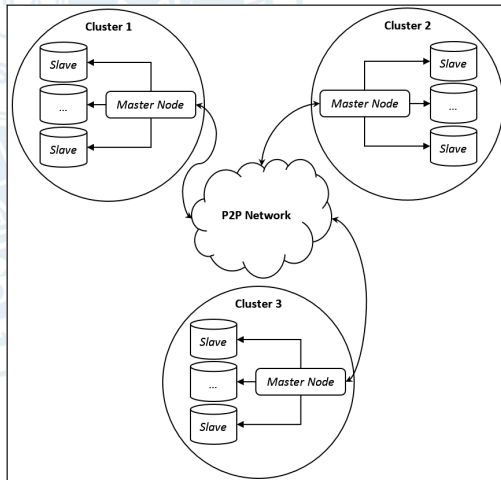 Cluster 1
Slave
...
Slave
Master Node
Cluster 2
Master Node
Slave
...
Slave
P2P Network
Cluster 3
Slave
...
Slave
Master Node